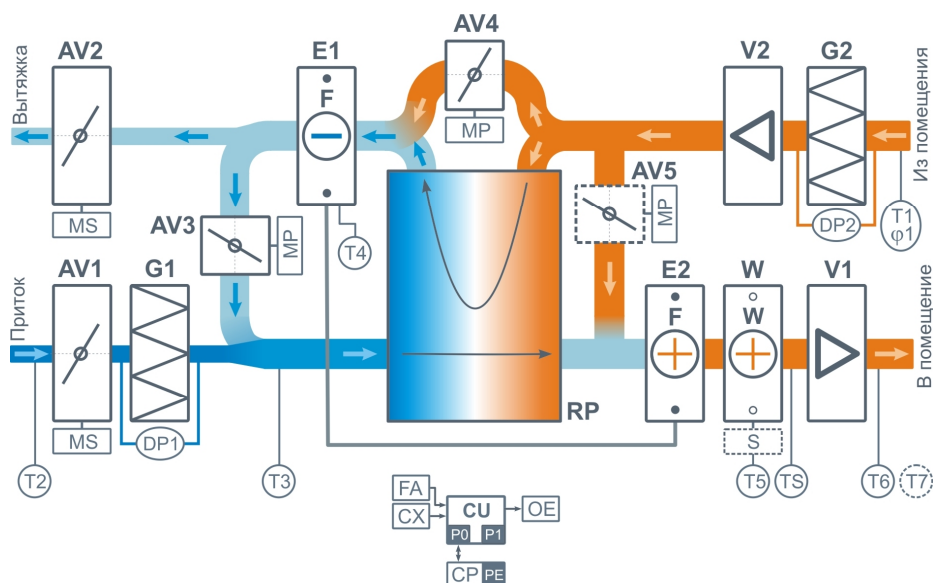 AV4
AV2
E1
V2
G2
Вытяжка
F
MP
Из помещения
AV5
MS
AV3
MP
T4
MP
DP2
T1
φ1
AV1
G1
E2
W
V1
Приток
F
W
В помещение
RP
MS
DP1
S
T2
T3
T5
TS
T6
T7
FA
CX
CU
OE
P0
P1
CP
PE